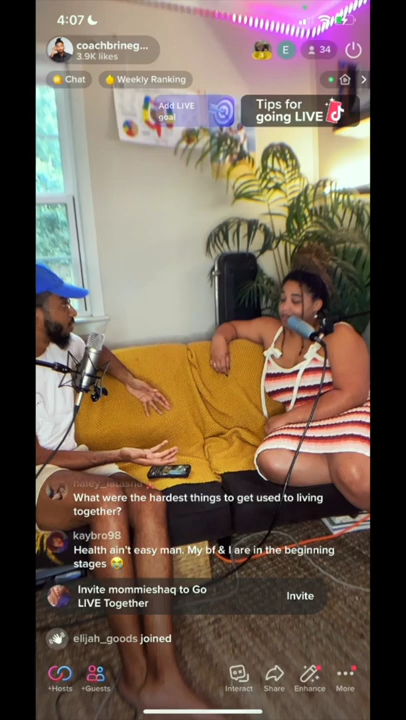 4:07
coachbrineg...
3.9K likes
E
34
Chat
Weekly Ranking
Add LIVE
goal
Tips for
going LIVE
haley_latasha
What were the hardest things to get used to living
together?
kaybro98
Health ain't easy man. My bf & I are in the beginning
stages 😭
Invite mommieshaq to Go
LIVE Together
Invite
elijah_goods joined
+Hosts
+Guests
Interact
Share
Enhance
More